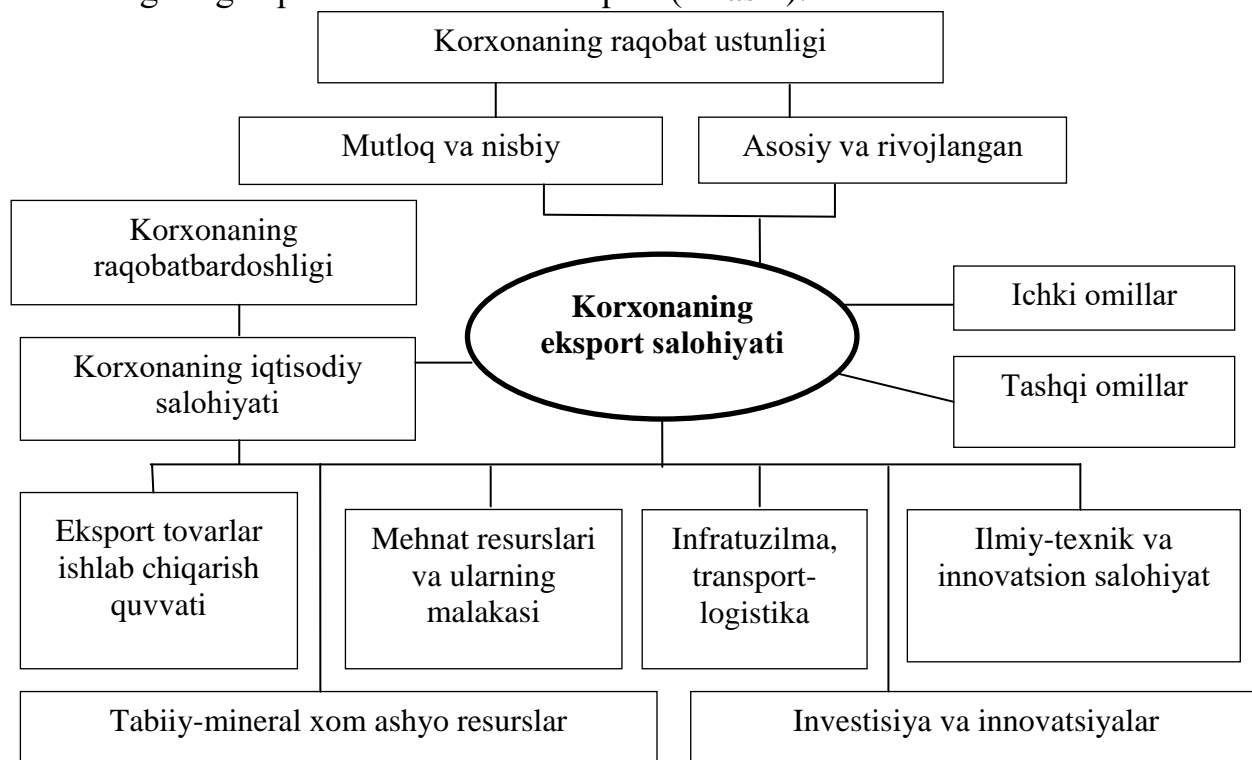 Korxonaning raqobat ustunligi
Mutloq va nisbiy
Asosiy va rivojlangan
Korxonaning
raqobatbardoshligi
Korxonaning
eksport salohiyati
Ichki omillar
Korxonaning iqtisodiy
salohiyati
Tashqi omillar
Eksport tovarlar
ishlab chiqarish
quvvati
Mehnat resurslari
va ularning
malakasi
Infratuzilma,
transport-
logistika
Ilmiy-texnik va
innovatsion salohiyat
Tabiiy-mineral xom ashyo resurslar
Investisiya va innovatsiyalar